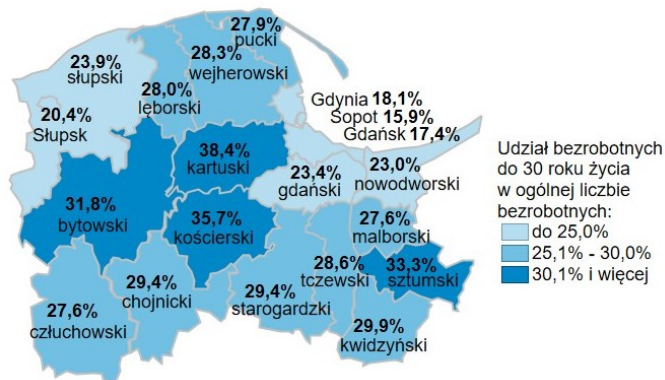 27,9%
pucki
28,3%
wejherowski
23,9%
słupski
28,0%
lęborski
20,4%
Słupsk
Gdynia 18,1%
Sopot 15,9%
Gdańsk 17,4%
38,4%
kartuski
23,4%
gdański
23,0%
nowodworski
31,8%
bytowski
35,7%
kościerski
27,6%
malborski
28,6%
tczewski
33,3%
sztumski
29,4%
chojnicki
29,4%
starogardzki
27,6%
człuchowski
29,9%
kwidzyński
Udział bezrobotnych
do 30 roku życia
w ogólnej liczbie
bezrobotnych:
do 25,0%
25,1% - 30,0%
30,1% i więcej